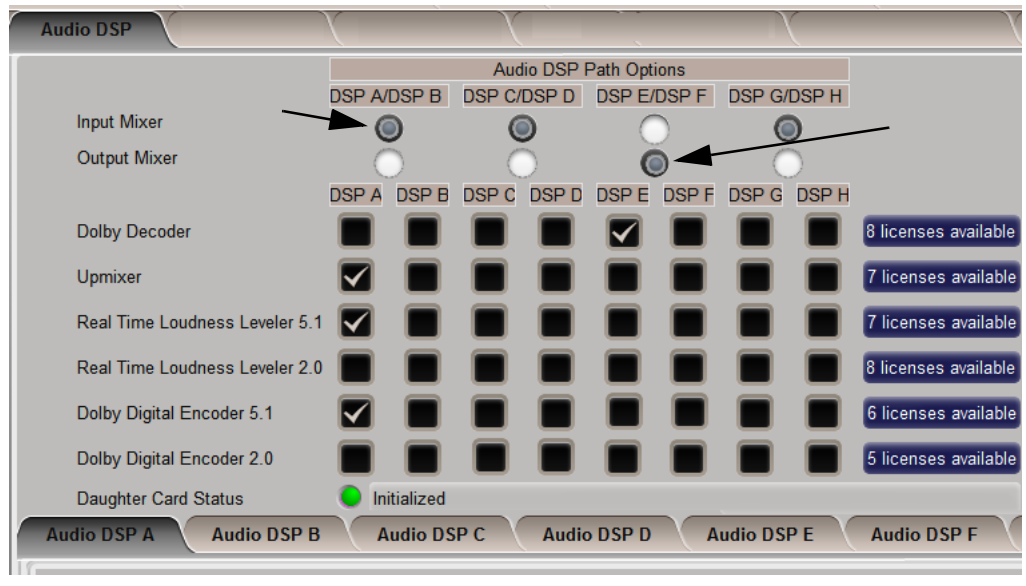 Audio DSP
Audio DSP Path Options
DSP A/DSP B DSP C/DSP D DSP E/DSP F DSP G/DSP H
Input Mixer
Output Mixer
DSP A DSP B DSP C DSP D DSP E DSP F DSP G DSP H
Dolby Decoder 8 licenses available
Upmixer 7 licenses available
Real Time Loudness Leveler 5.1 7 licenses available
Real Time Loudness Leveler 2.0 8 licenses available
Dolby Digital Encoder 5.1 6 licenses available
Dolby Digital Encoder 2.0 5 licenses available
Daughter Card Status Initialized
Audio DSP A Audio DSP B Audio DSP C Audio DSP D Audio DSP E Audio DSP F